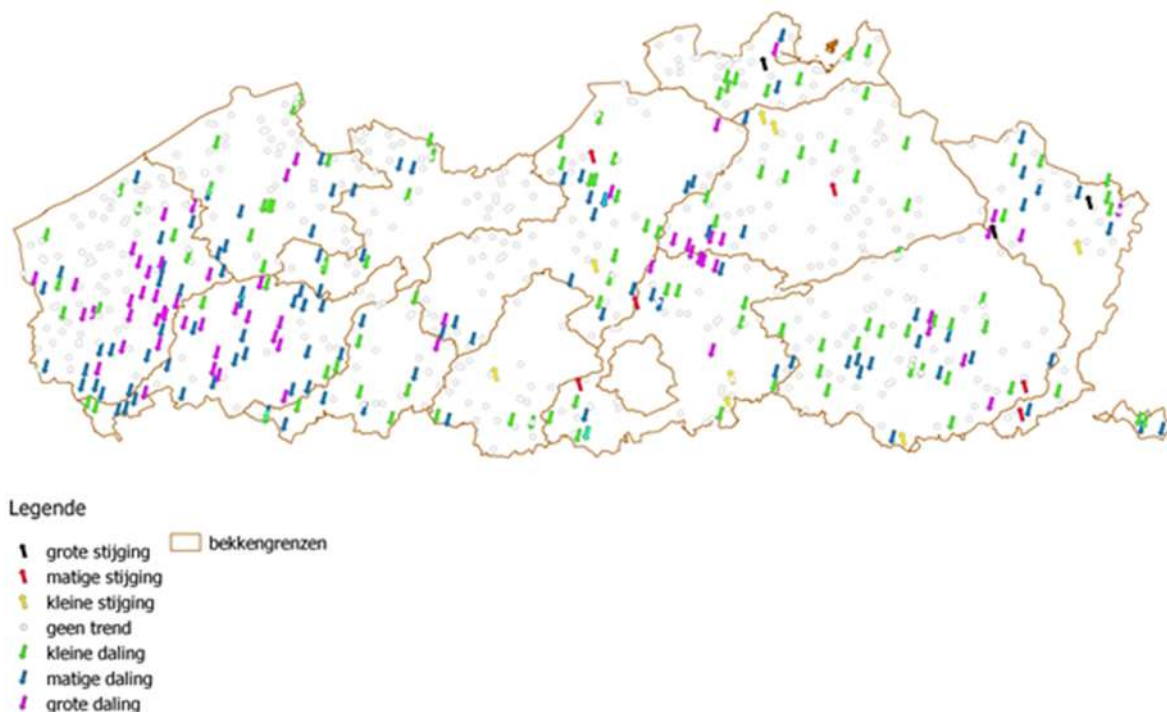 Legende
grote stijging
bekkengrenzen
matige stijging
kleine stijging
geen trend
kleine daling
matige daling
grote daling